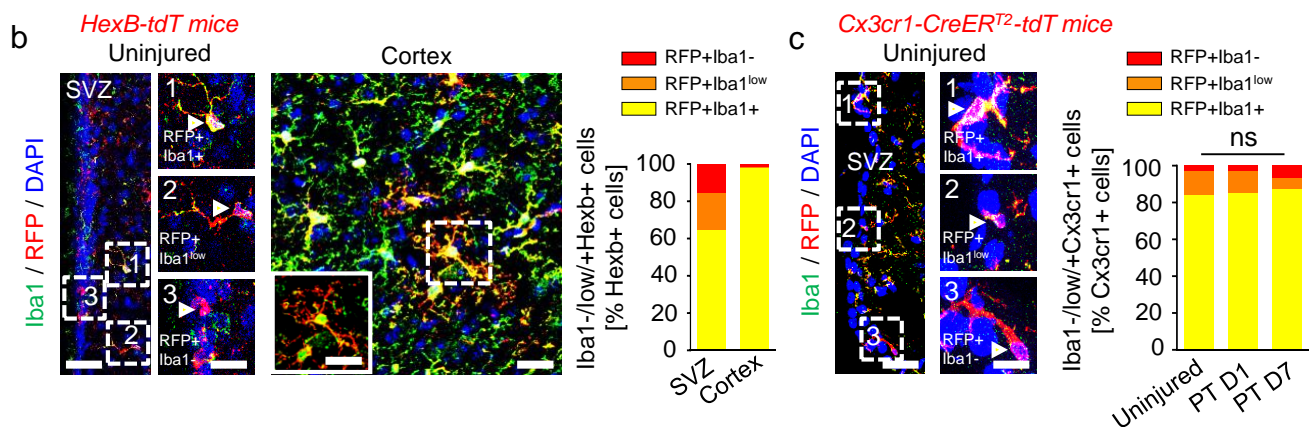 b
HexB-tdT mice
Uninjured
Cortex
Iba1 / RFP / DAPI
SVZ
1
2
3
1
RFP+
Iba1+
2
RFP+
Iba1low
3
RFP+
Iba1-
RFP+Iba1-
RFP+Iba1low
RFP+Iba1+
Iba1-/low/+Hexb+ cells
[% Hexb+ cells]
100
80
60
40
20
0
SVZ
Cortex
c
Cx3cr1-CreERT2-tdT mice
Uninjured
Iba1 / RFP / DAPI
1
SVZ
2
3
1
RFP+
Iba1+
2
RFP+
Iba1low
3
RFP+
Iba1-
RFP+Iba1-
RFP+Iba1low
RFP+Iba1+
Iba1-/low/+Cx3cr1+ cells
[% Cx3cr1+ cells]
ns
100
80
60
40
20
0
Uninjured
PT D1
PT D7